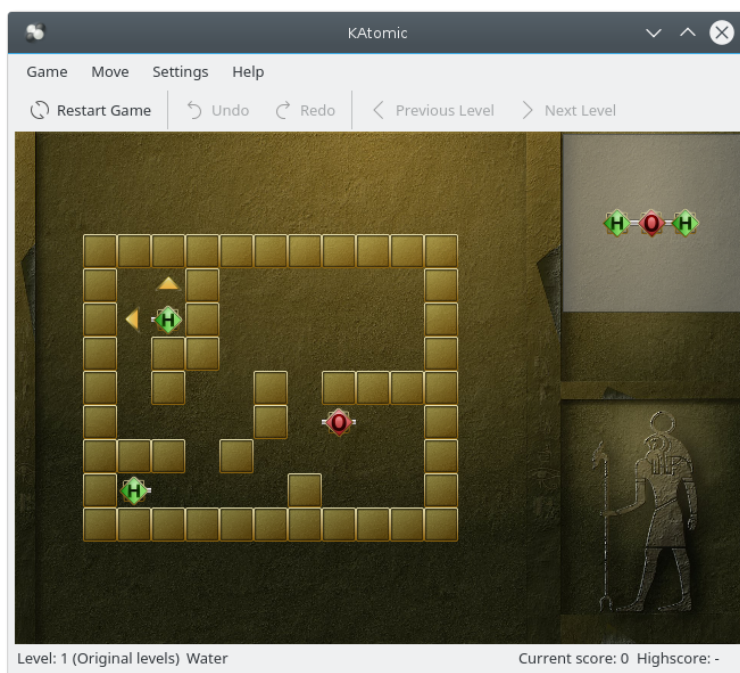 KAtomic
Game Move Settings Help
Restart Game Undo Redo Previous Level Next Level
H O H
H
O
H
Level: 1 (Original levels) Water Current score: 0 Highscore: -